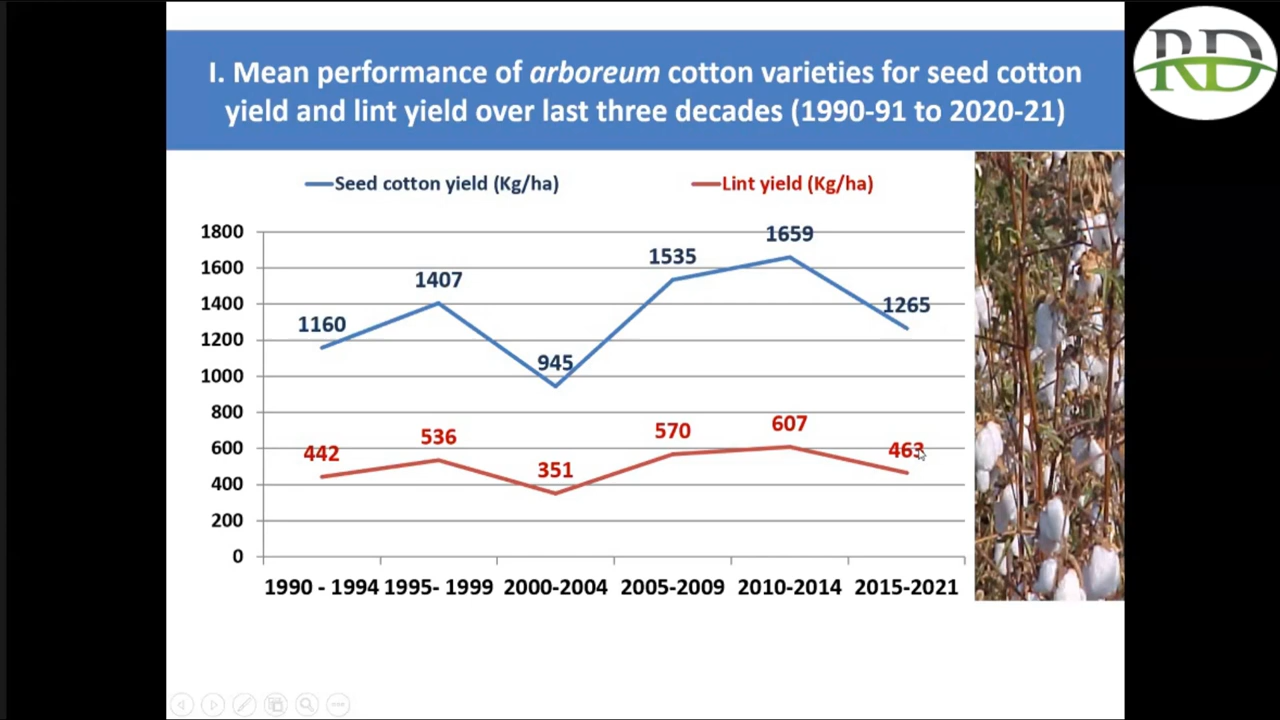 I. Mean performance of arboreum cotton varieties for seed cotton
yield and lint yield over last three decades (1990-91 to 2020-21)
RD
Seed cotton yield (Kg/ha) Lint yield (Kg/ha)
1800
1600
1400
1200
1000
800
600
400
200
0
1160 1407 945 1535 1659 1265
442 536 351 570 607 463
1990 - 1994 1995- 1999 2000-2004 2005-2009 2010-2014 2015-2021